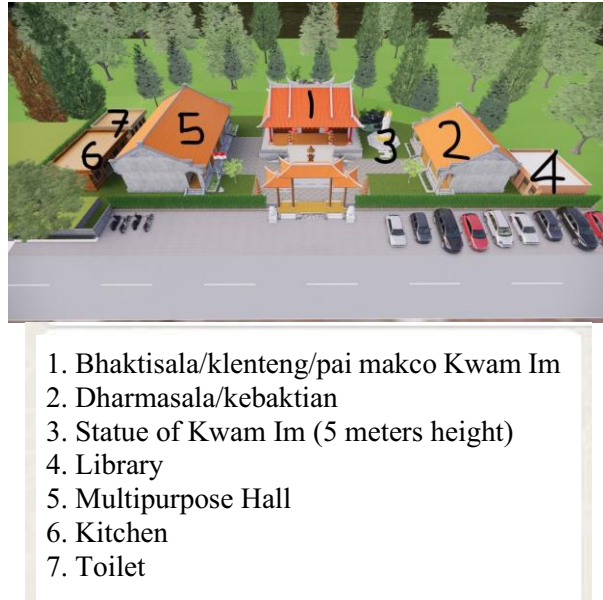 1
7
5
6
3
2
4
1. Bhaktisala/klenteng/pai makco Kwam Im
2. Dharmasala/kebaktian
3. Statue of Kwam Im (5 meters height)
4. Library
5. Multipurpose Hall
6. Kitchen
7. Toilet